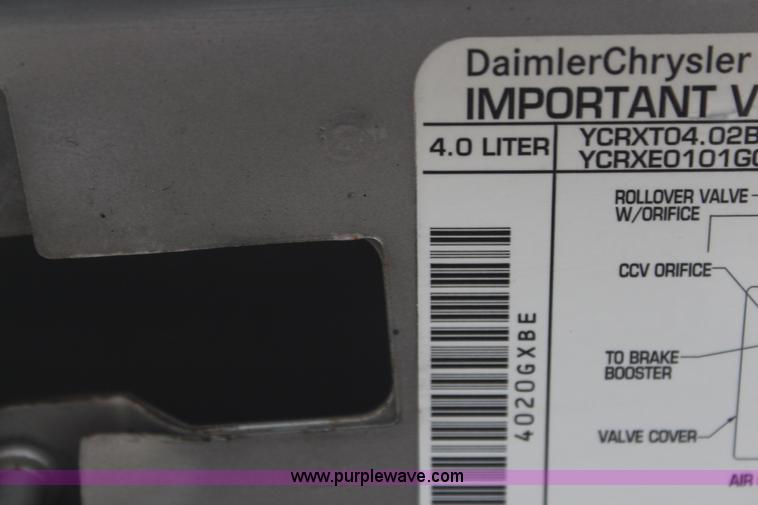 DaimlerChrysler
IMPORTANT V
4.0 LITER
YCRXT04.02B
YCRXE0101G
ROLLOVER VALVE
W/ORIFICE
CCV ORIFICE
TO BRAKE
BOOSTER
VALVE COVER
AIR
4020GXBE
www.purplewave.com